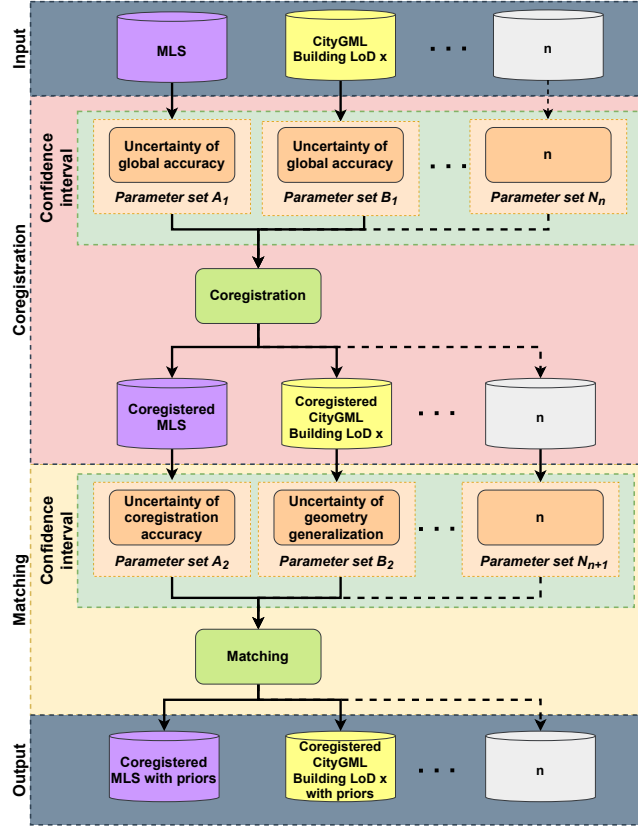 Input
MLS
CityGML
Building LoD x
. . .
n
Coregistration
Confidence
interval
Uncertainty of
global accuracy
Parameter set A1
Uncertainty of
global accuracy
Parameter set B1
. . .
n
Parameter set Nn
Coregistration
Coregistered
MLS
Coregistered
CityGML
Building LoD x
. . .
n
Matching
Confidence
interval
Uncertainty of
coregistration
accuracy
Parameter set A2
Uncertainty of
geometry
generalization
Parameter set B2
. . .
n
Parameter set Nn+1
Matching
Output
Coregistered
MLS with priors
Coregistered
CityGML
Building LoD x
with priors
. . .
n